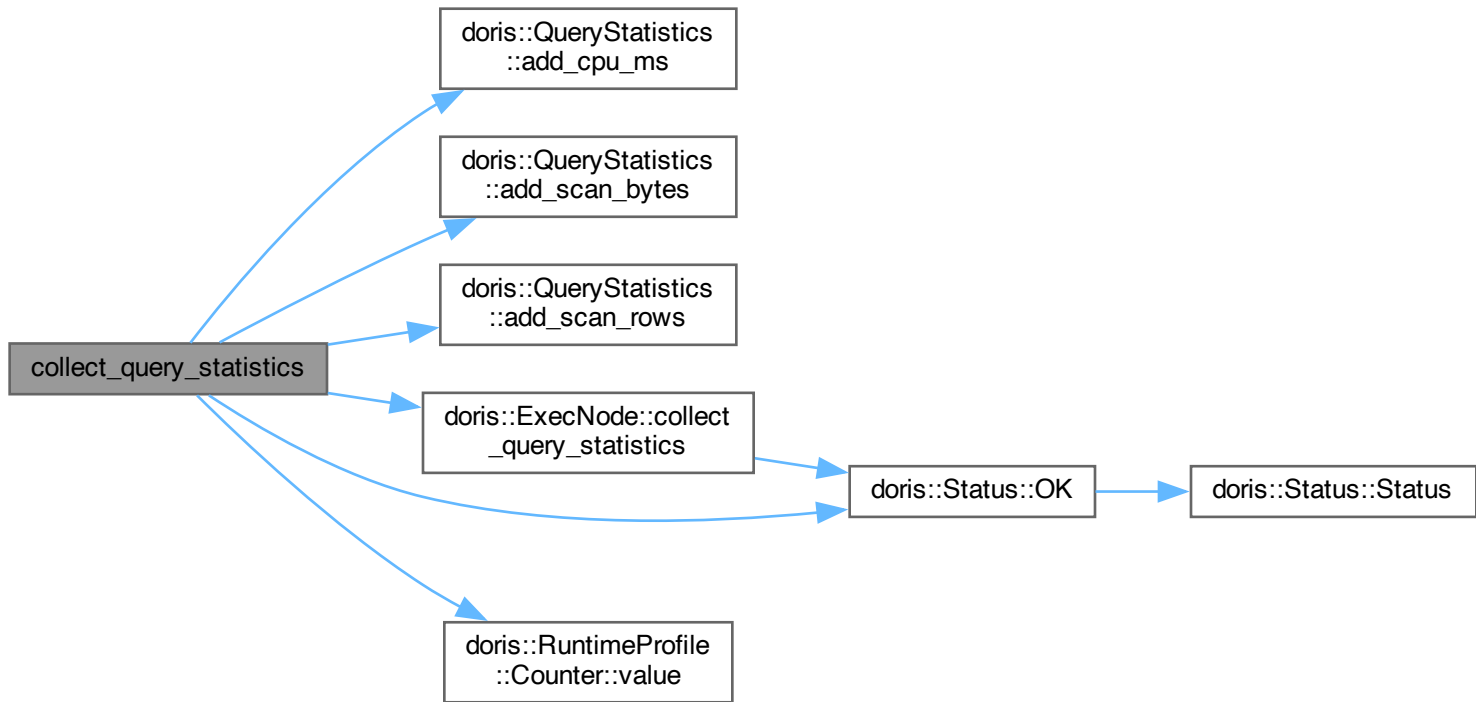 doris::QueryStatistics
::add_cpu_ms
doris::QueryStatistics
::add_scan_bytes
doris::QueryStatistics
::add_scan_rows
collect_query_statistics
doris::ExecNode::collect
_query_statistics
doris::Status::OK
doris::Status::Status
doris::RuntimeProfile
::Counter::value